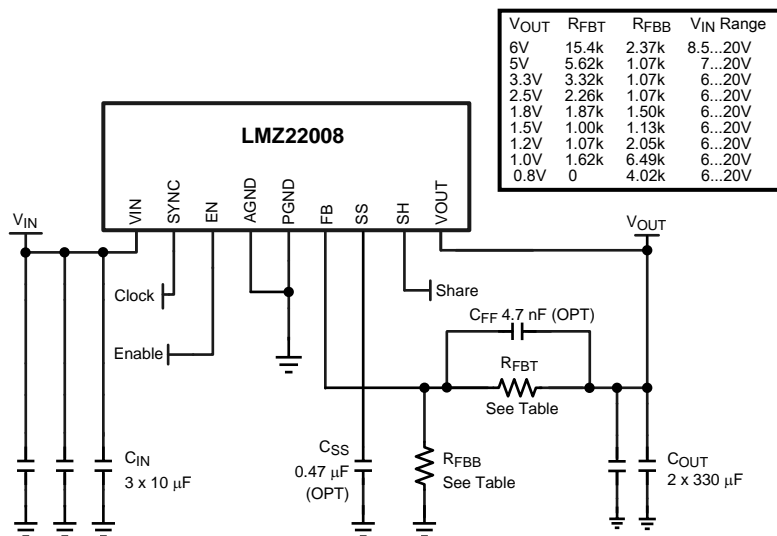 VOUT RFBT RFBB VIN Range
6V 15.4k 2.37k 8.5...20V
5V 5.62k 1.07k 7...20V
3.3V 3.32k 1.07k 6...20V
2.5V 2.26k 1.07k 6...20V
1.8V 1.87k 1.50k 6...20V
1.5V 1.00k 1.13k 6...20V
1.2V 1.07k 2.05k 6...20V
1.0V 1.62k 6.49k 6...20V
0.8V 0 4.02k 6...20V
LMZ22008
VIN
SYNC
EN
AGND
PGND
FB
SS
SH
VOUT
VIN
VOUT
Clock
Share
Enable
CFF 4.7 nF (OPT)
RFBT
See Table
CIN
3 x 10 μF
CSS
0.47 μF
(OPT)
RFBB
See Table
COUT
2 x 330 μF